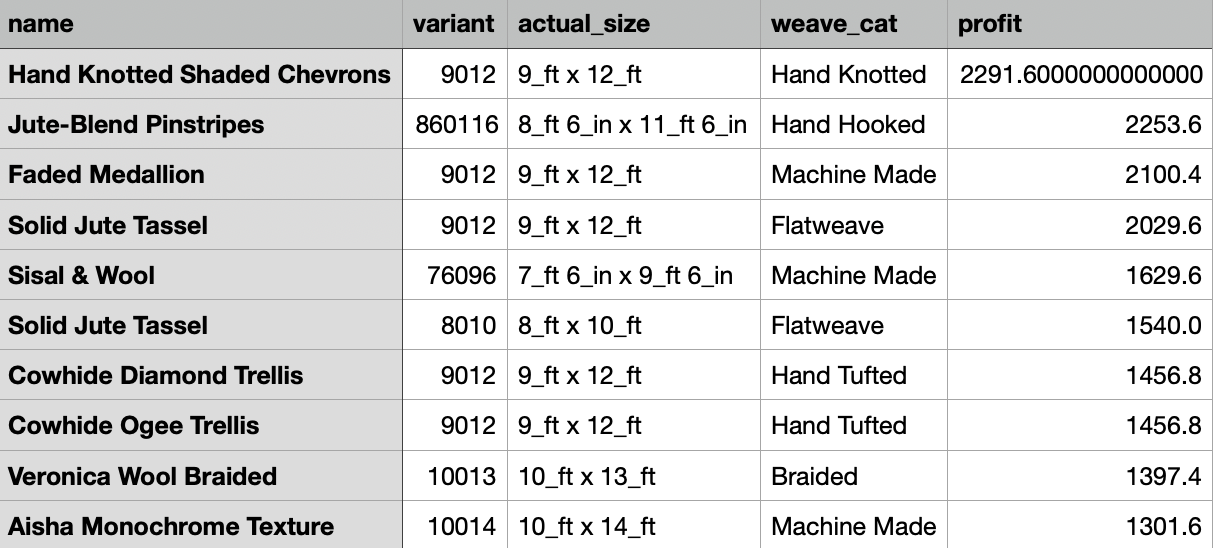 name variant actual_size weave_cat profit
Hand Knotted Shaded Chevrons 9012 9_ft x 12_ft Hand Knotted 2291.6000000000000
Jute-Blend Pinstripes 860116 8_ft 6_in x 11_ft 6_in Hand Hooked 2253.6
Faded Medallion 9012 9_ft x 12_ft Machine Made 2100.4
Solid Jute Tassel 9012 9_ft x 12_ft Flatweave 2029.6
Sisal & Wool 76096 7_ft 6_in x 9_ft 6_in Machine Made 1629.6
Solid Jute Tassel 8010 8_ft x 10_ft Flatweave 1540.0
Cowhide Diamond Trellis 9012 9_ft x 12_ft Hand Tufted 1456.8
Cowhide Ogee Trellis 9012 9_ft x 12_ft Hand Tufted 1456.8
Veronica Wool Braided 10013 10_ft x 13_ft Braided 1397.4
Aisha Monochrome Texture 10014 10_ft x 14_ft Machine Made 1301.6